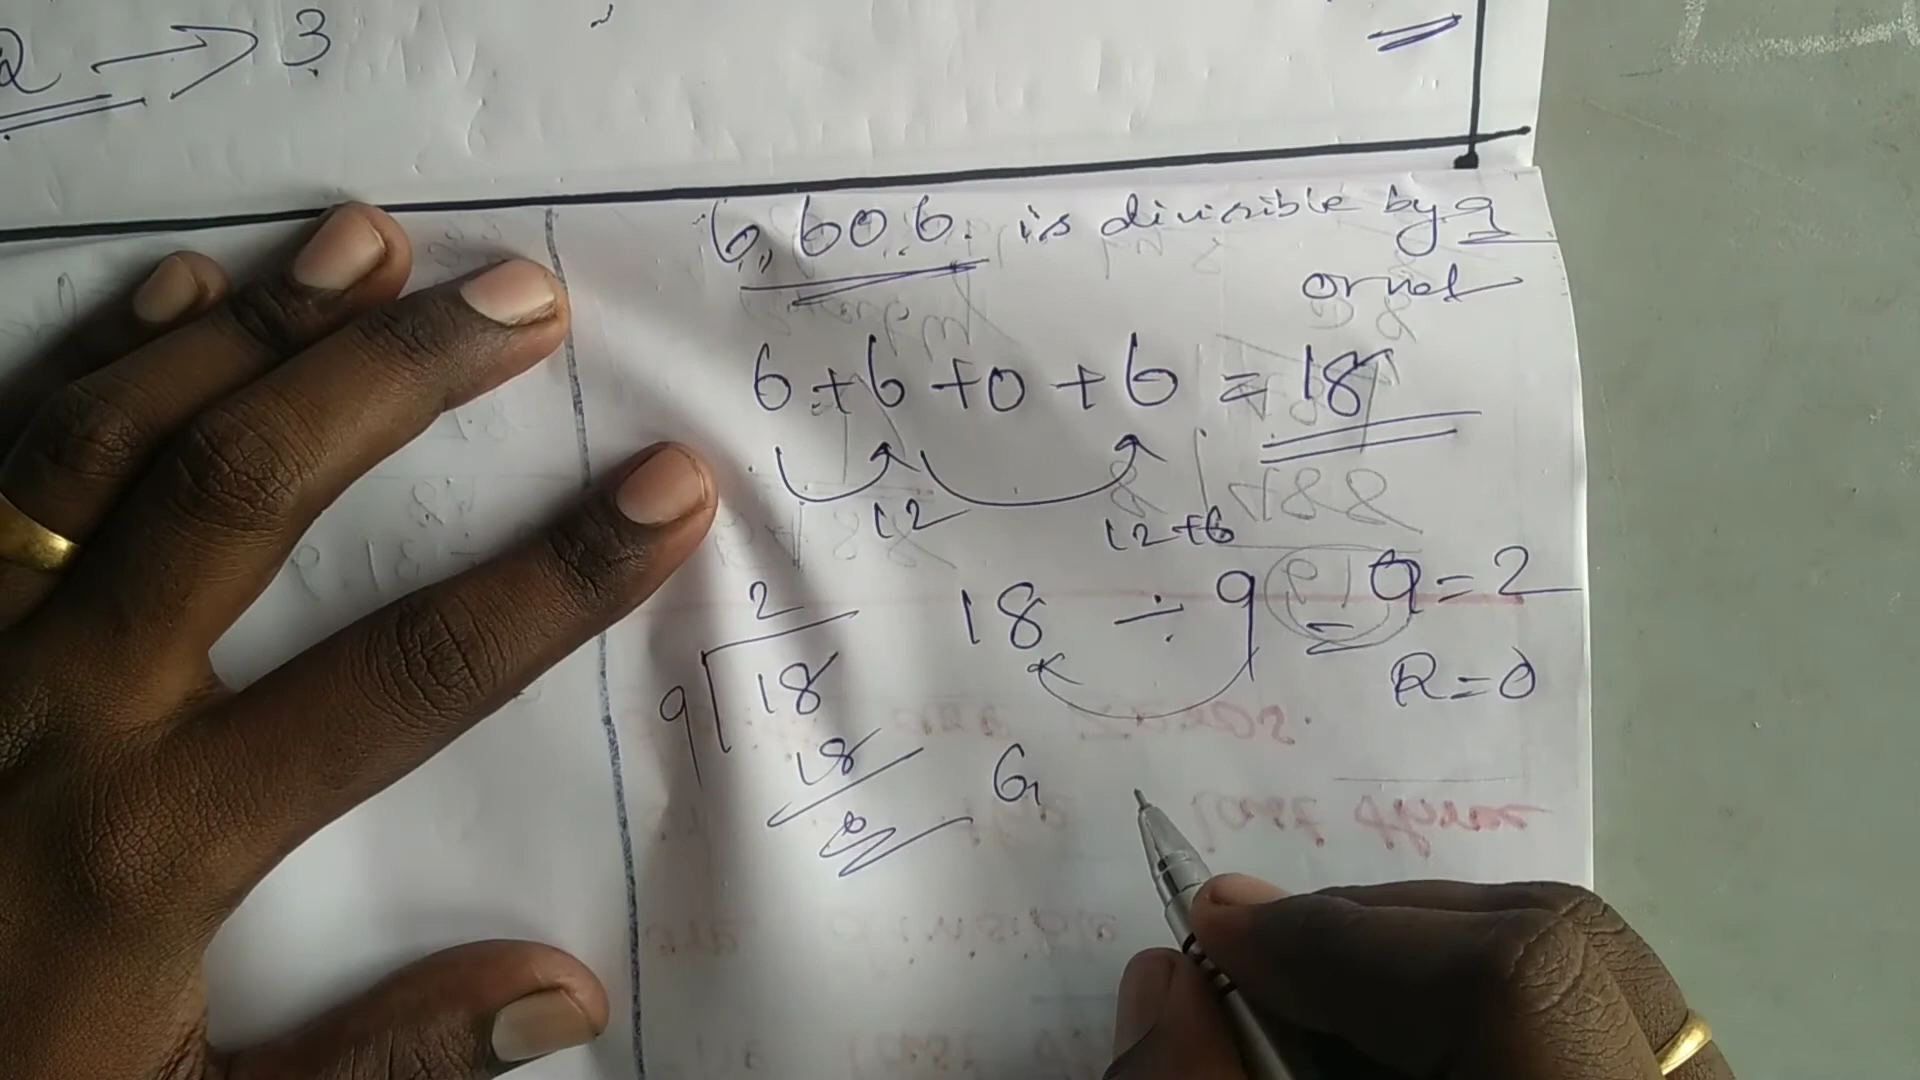 Q → 3
6,606. is divisible by 9
or not
6 + 6 + 0 + 6 = 18
12
12+6
18 ÷ 9 = Q = 2
R = 0
2
9 18
18
0
6,